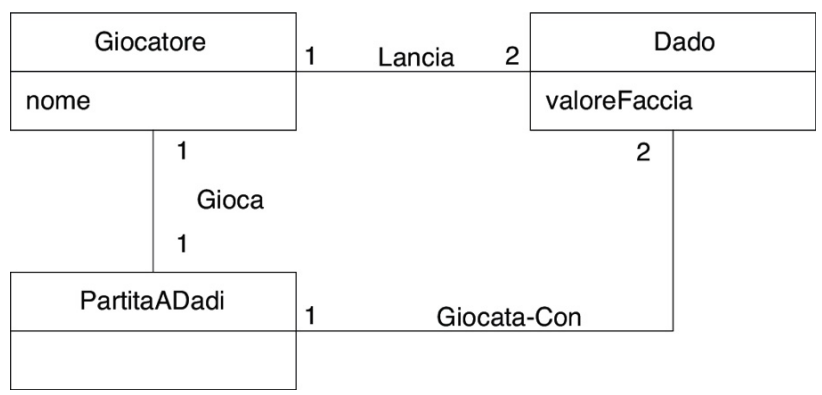 Giocatore
Dado
1
Lancia
2
nome
valoreFaccia
1
2
Gioca
1
PartitaADadi
1
Giocata-Con